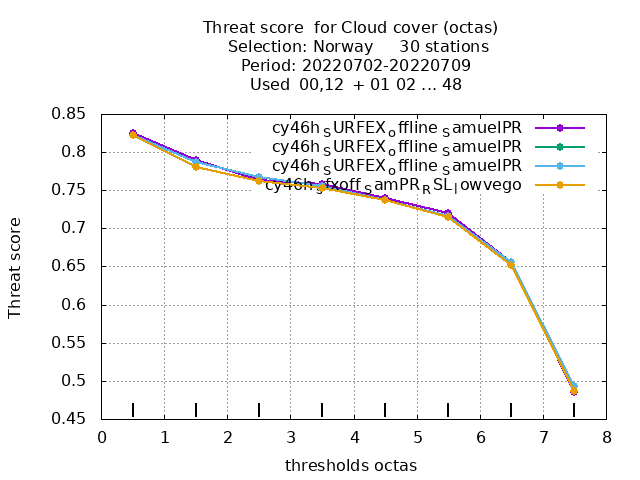 Threat score  for Cloud cover (octas)
Selection: Norway     30 stations
Period: 20220702-20220709
Used  00,12  + 01 02 ... 48
cy46h_SURFEX_offline_SamuelPR
cy46h_SURFEX_offline_SamuelPR
cy46h_SURFEX_offline_SamuelPR
cy46h_sfxoff_SamPR_RSL_lowvego
0.85
0.8
0.75
0.7
0.65
0.6
0.55
0.5
0.45
Threat score
0 1 2 3 4 5 6 7 8
thresholds octas